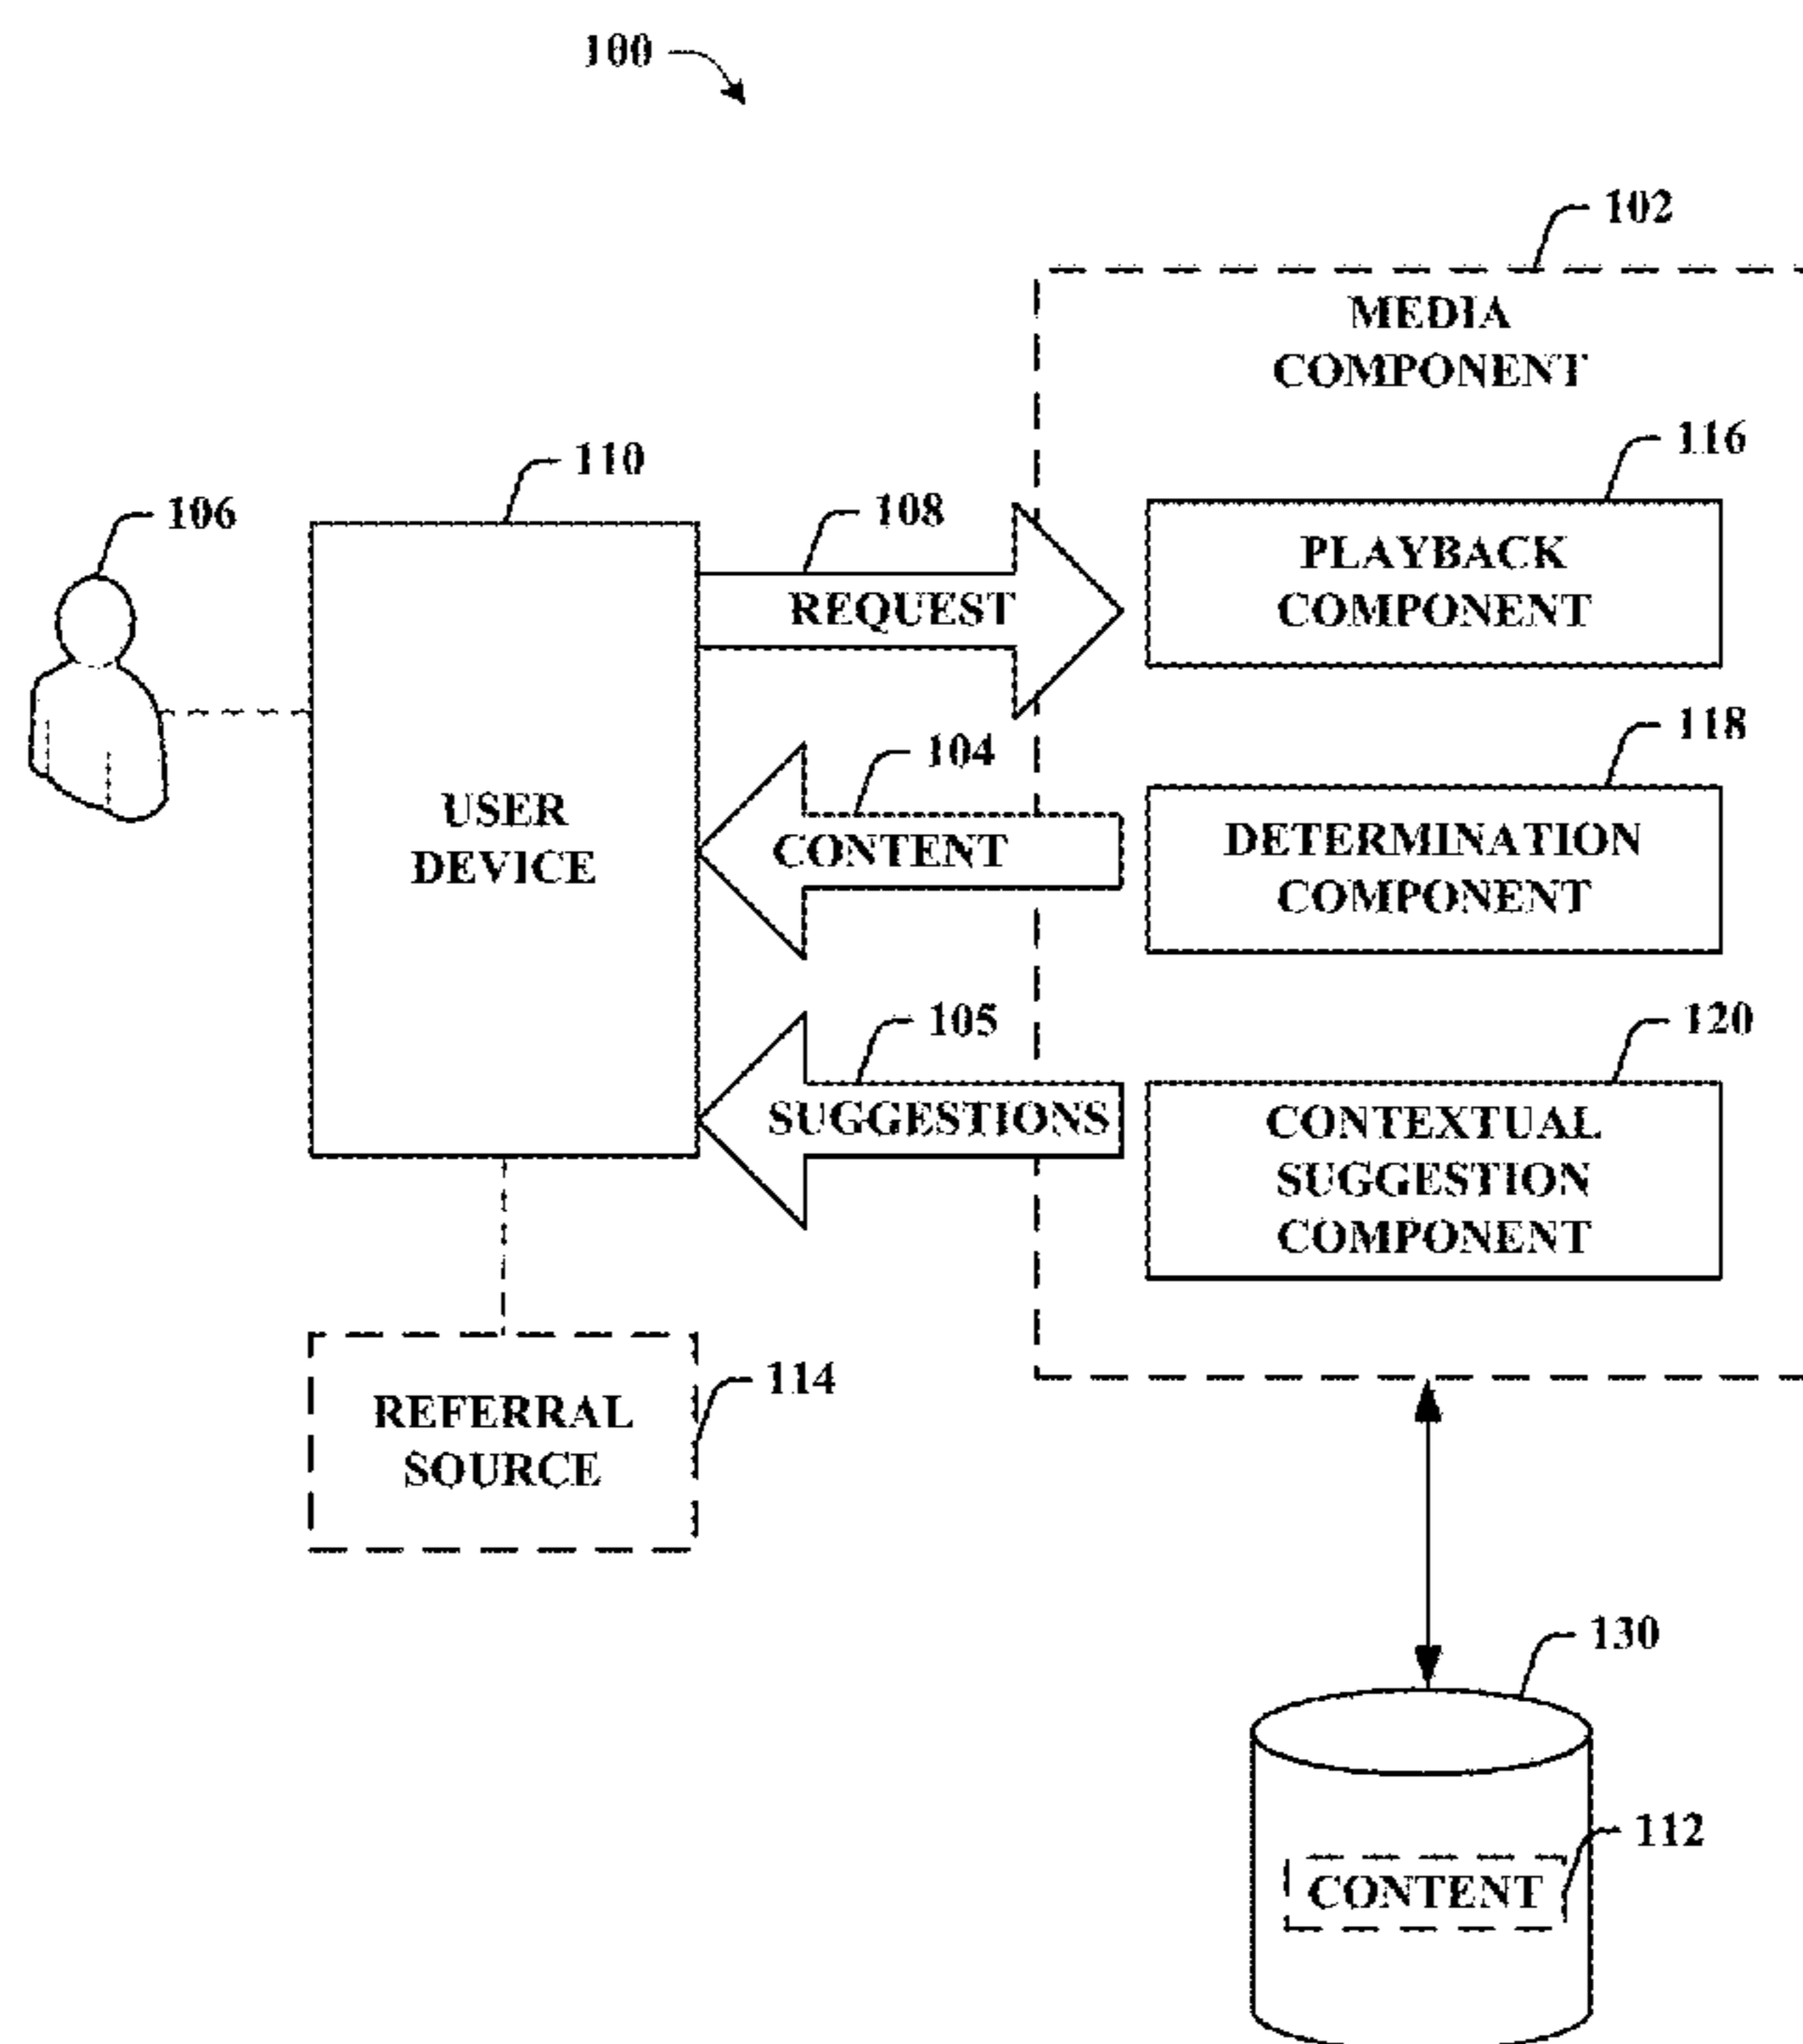 100
102
MEDIA
COMPONENT
116
110
106
108
PLAYBACK
COMPONENT
REQUEST
118
104
USER
DEVICE
CONTENT
DETERMINATION
COMPONENT
105
120
SUGGESTIONS
CONTEXTUAL
SUGGESTION
COMPONENT
114
REFERRAL
SOURCE
130
112
CONTENT